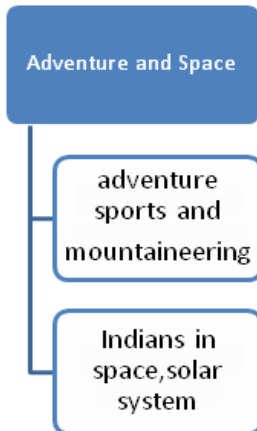 Adventure and Space
adventure
sports and
mountaineering
Indians in
space,solar
system